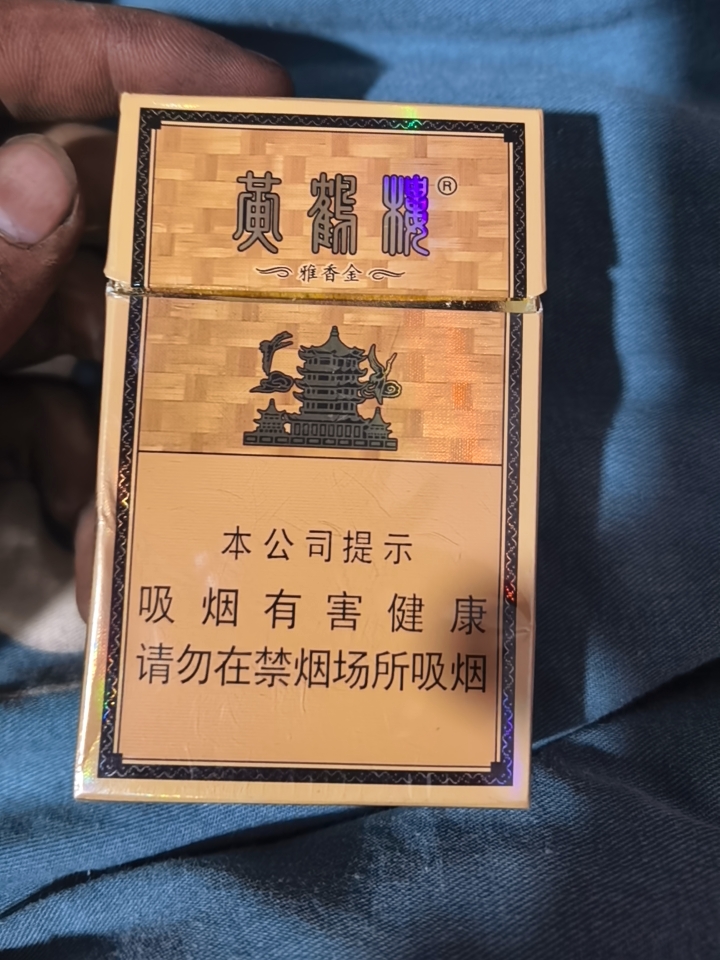 黄鹤楼®
雅香金
本公司提示
吸烟有害健康
请勿在禁烟场所吸烟